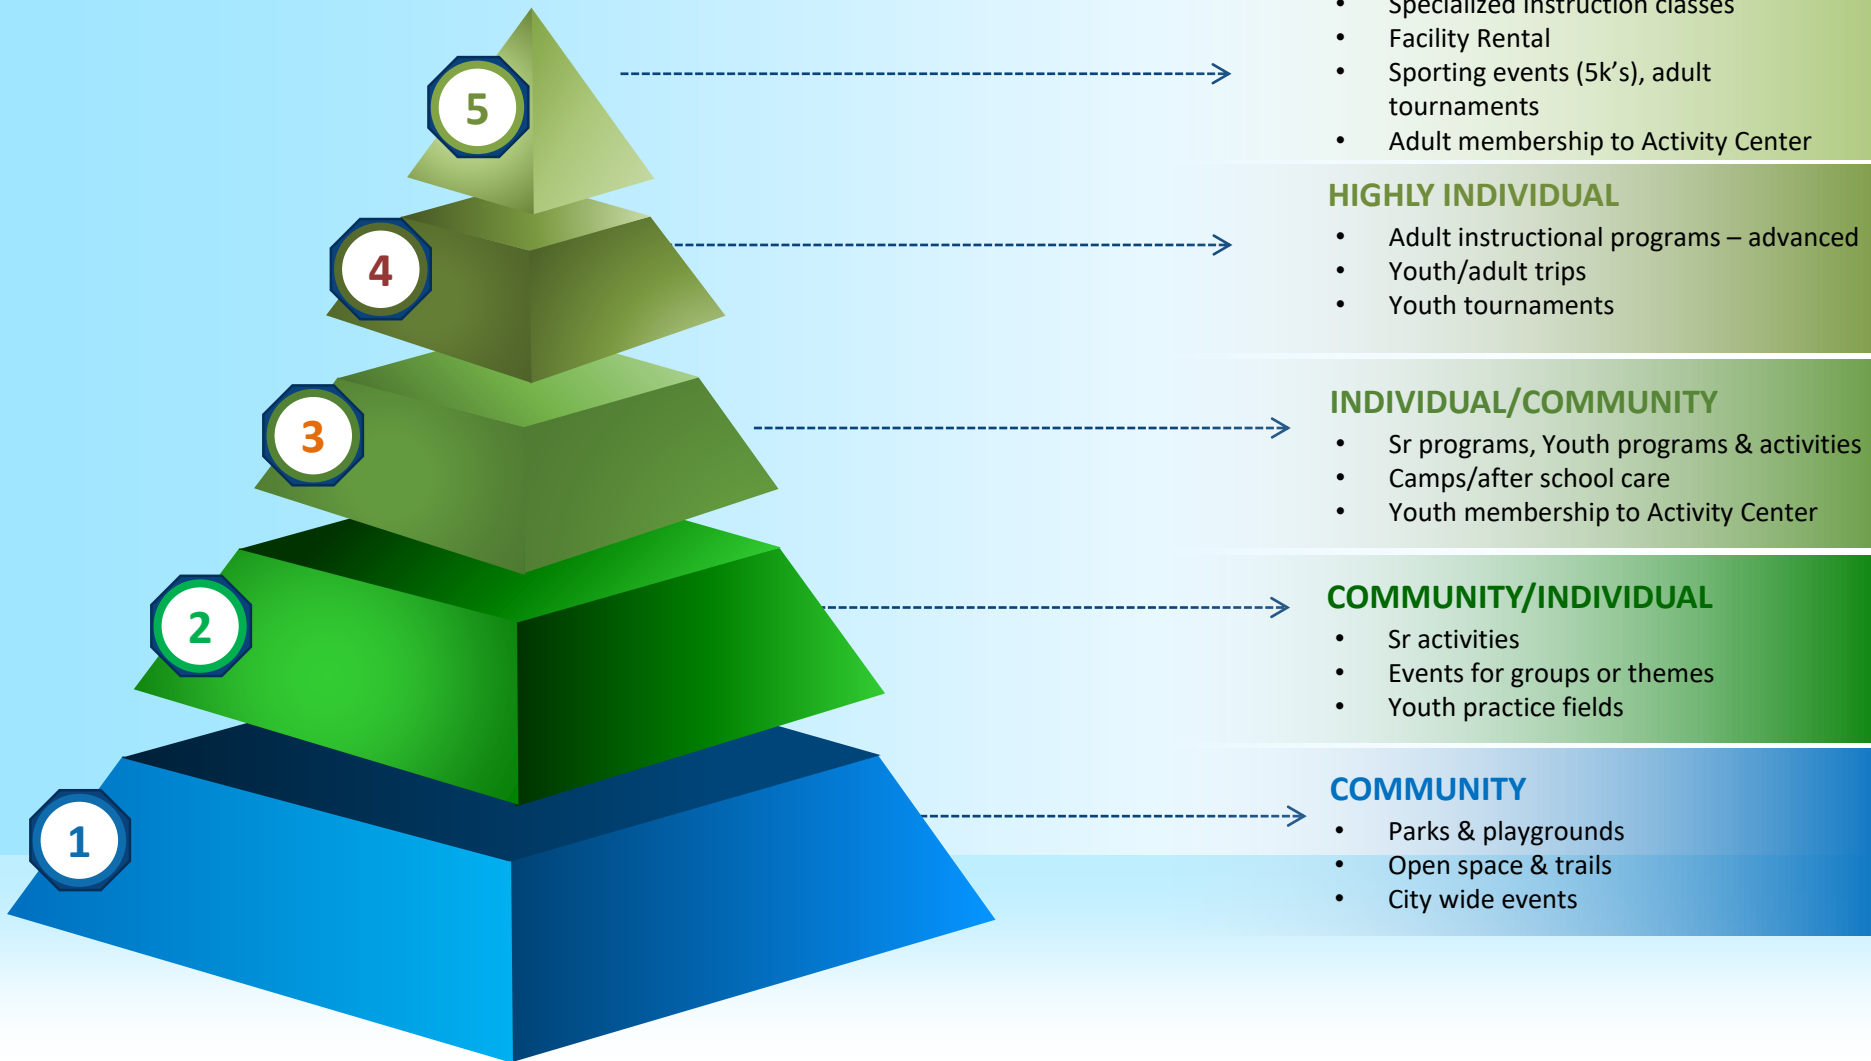 • Specialized instruction classes
• Facility Rental
• Sporting events (5k's), adult
tournaments
• Adult membership to Activity Center
5
HIGHLY INDIVIDUAL
• Adult instructional programs – advanced
• Youth/adult trips
• Youth tournaments
4
INDIVIDUAL/COMMUNITY
• Sr programs, Youth programs & activities
• Camps/after school care
• Youth membership to Activity Center
3
COMMUNITY/INDIVIDUAL
• Sr activities
• Events for groups or themes
• Youth practice fields
2
COMMUNITY
• Parks & playgrounds
• Open space & trails
• City wide events
1